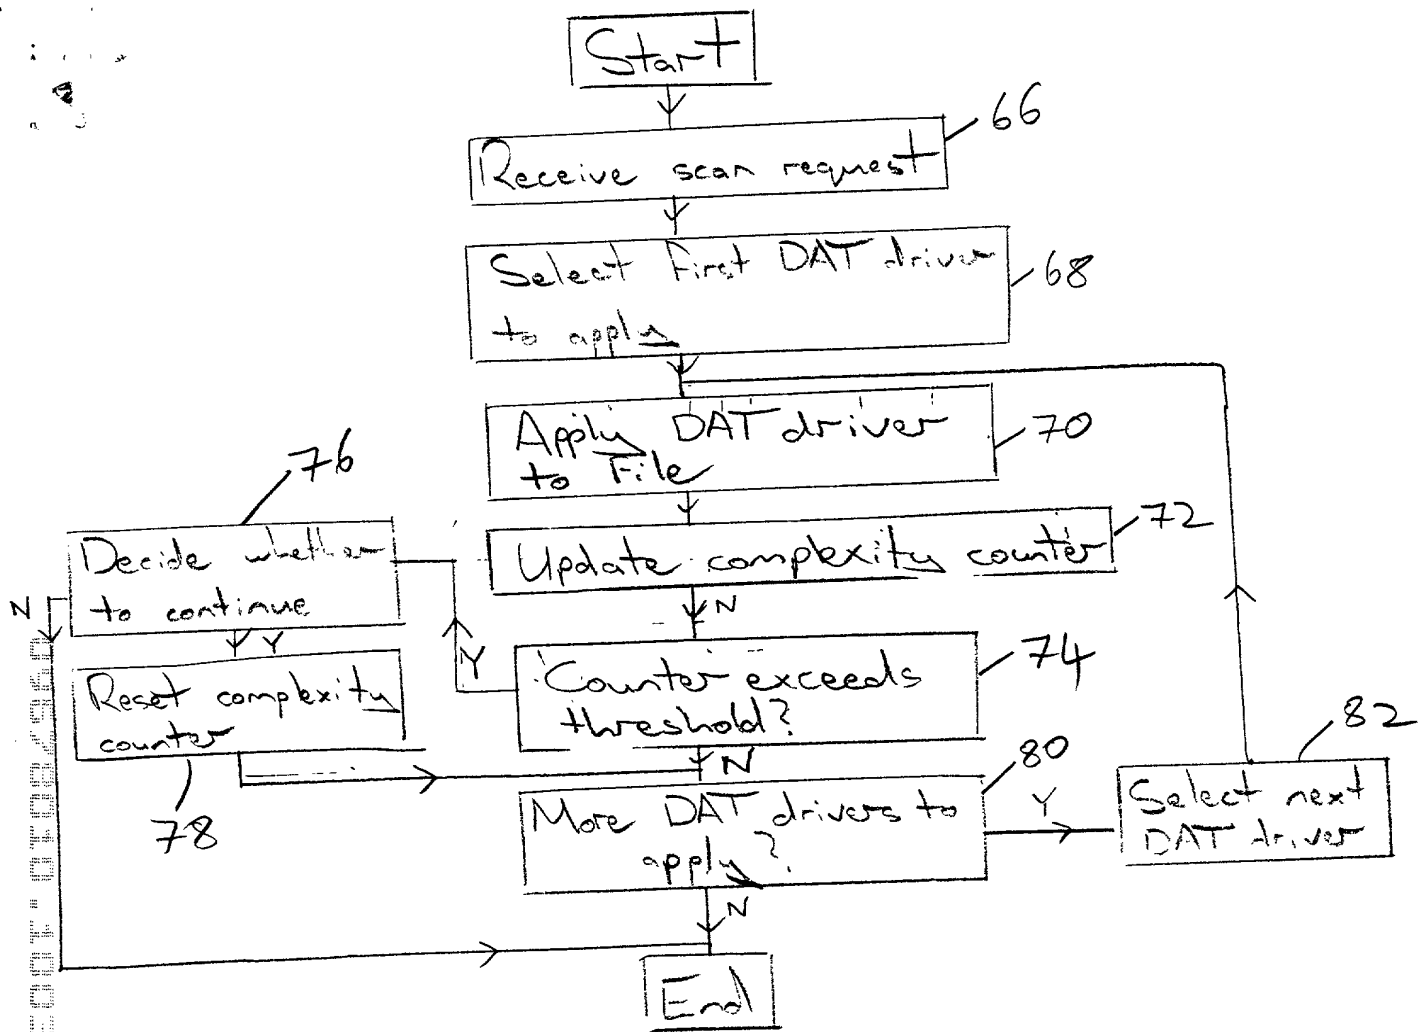 Start
66
Receive scan request
Select First DAT driver
to apply
68
Apply DAT driver
to File
70
76
72
Decide whether
to continue
Update complexity counter
N
N
Y
Y
Reset complexity
counter
Counter exceeds
threshold?
74
82
N
80
78
More DAT drivers to
apply?
Y
Select next
DAT driver
N
End